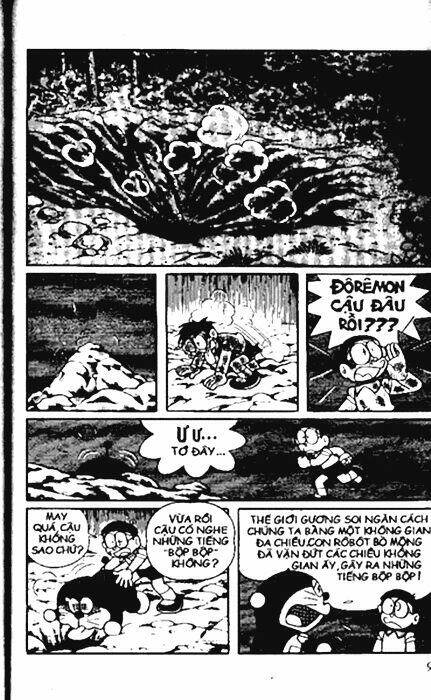 ĐÔRÊMON
CẬU ĐÂU
RỒI???
Ư Ư...
TỚ ĐÂY...
MAY
QUÁ, CẬU
KHÔNG
SAO CHỨ?
VỪA RỒI
CẬU CÓ NGHE
NHỮNG TIẾNG
"BỘP BỘP"
KHÔNG?
THẾ GIỚI GƯƠNG SOI NGĂN CÁCH
CHÚNG TA BẰNG MỘT KHÔNG GIAN
ĐA CHIỀU. CON RÔBỐT BỘ MỘNG
ĐÃ VẶN ĐỨT CÁC CHIỀU KHÔNG
GIAN ẤY, GÂY RA NHỮNG
TIẾNG BỘP BỘP!